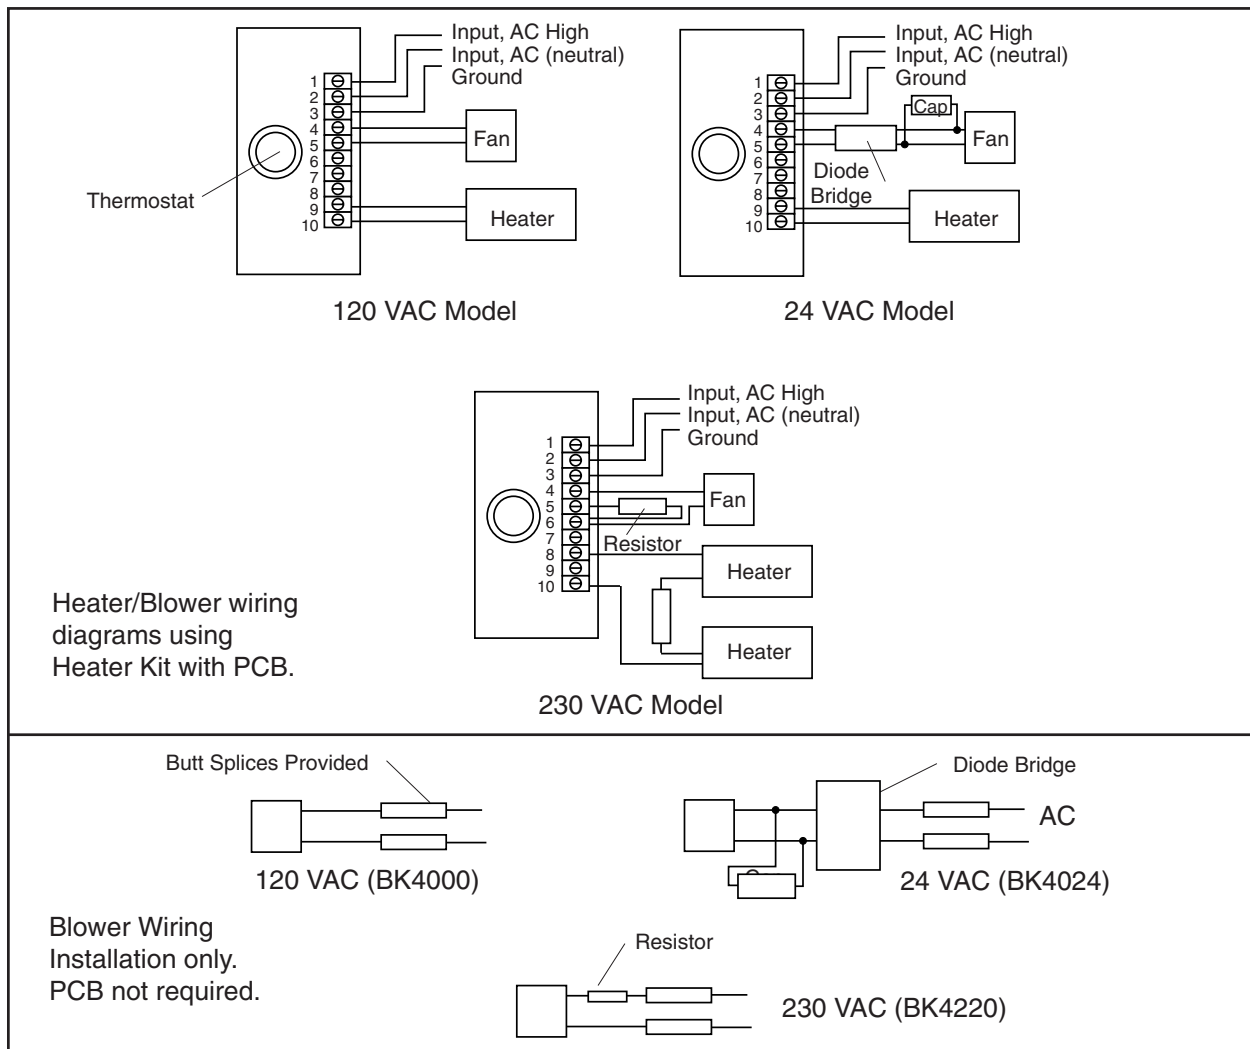 Input, AC High
Input, AC (neutral)
Ground
1
2
3
4
5
6
7
8
9
10
Fan
Heater
Thermostat
120 VAC Model
Input, AC High
Input, AC (neutral)
Ground
1
2
3
4
5
6
7
8
9
10
Cap
Fan
Diode
Bridge
Heater
24 VAC Model
Input, AC High
Input, AC (neutral)
Ground
1
2
3
4
5
6
7
8
9
10
Fan
Resistor
Heater
Heater
230 VAC Model
Heater/Blower wiring
diagrams using
Heater Kit with PCB.
Butt Splices Provided
120 VAC (BK4000)
Diode Bridge
AC
24 VAC (BK4024)
Blower Wiring
Installation only.
PCB not required.
Resistor
230 VAC (BK4220)